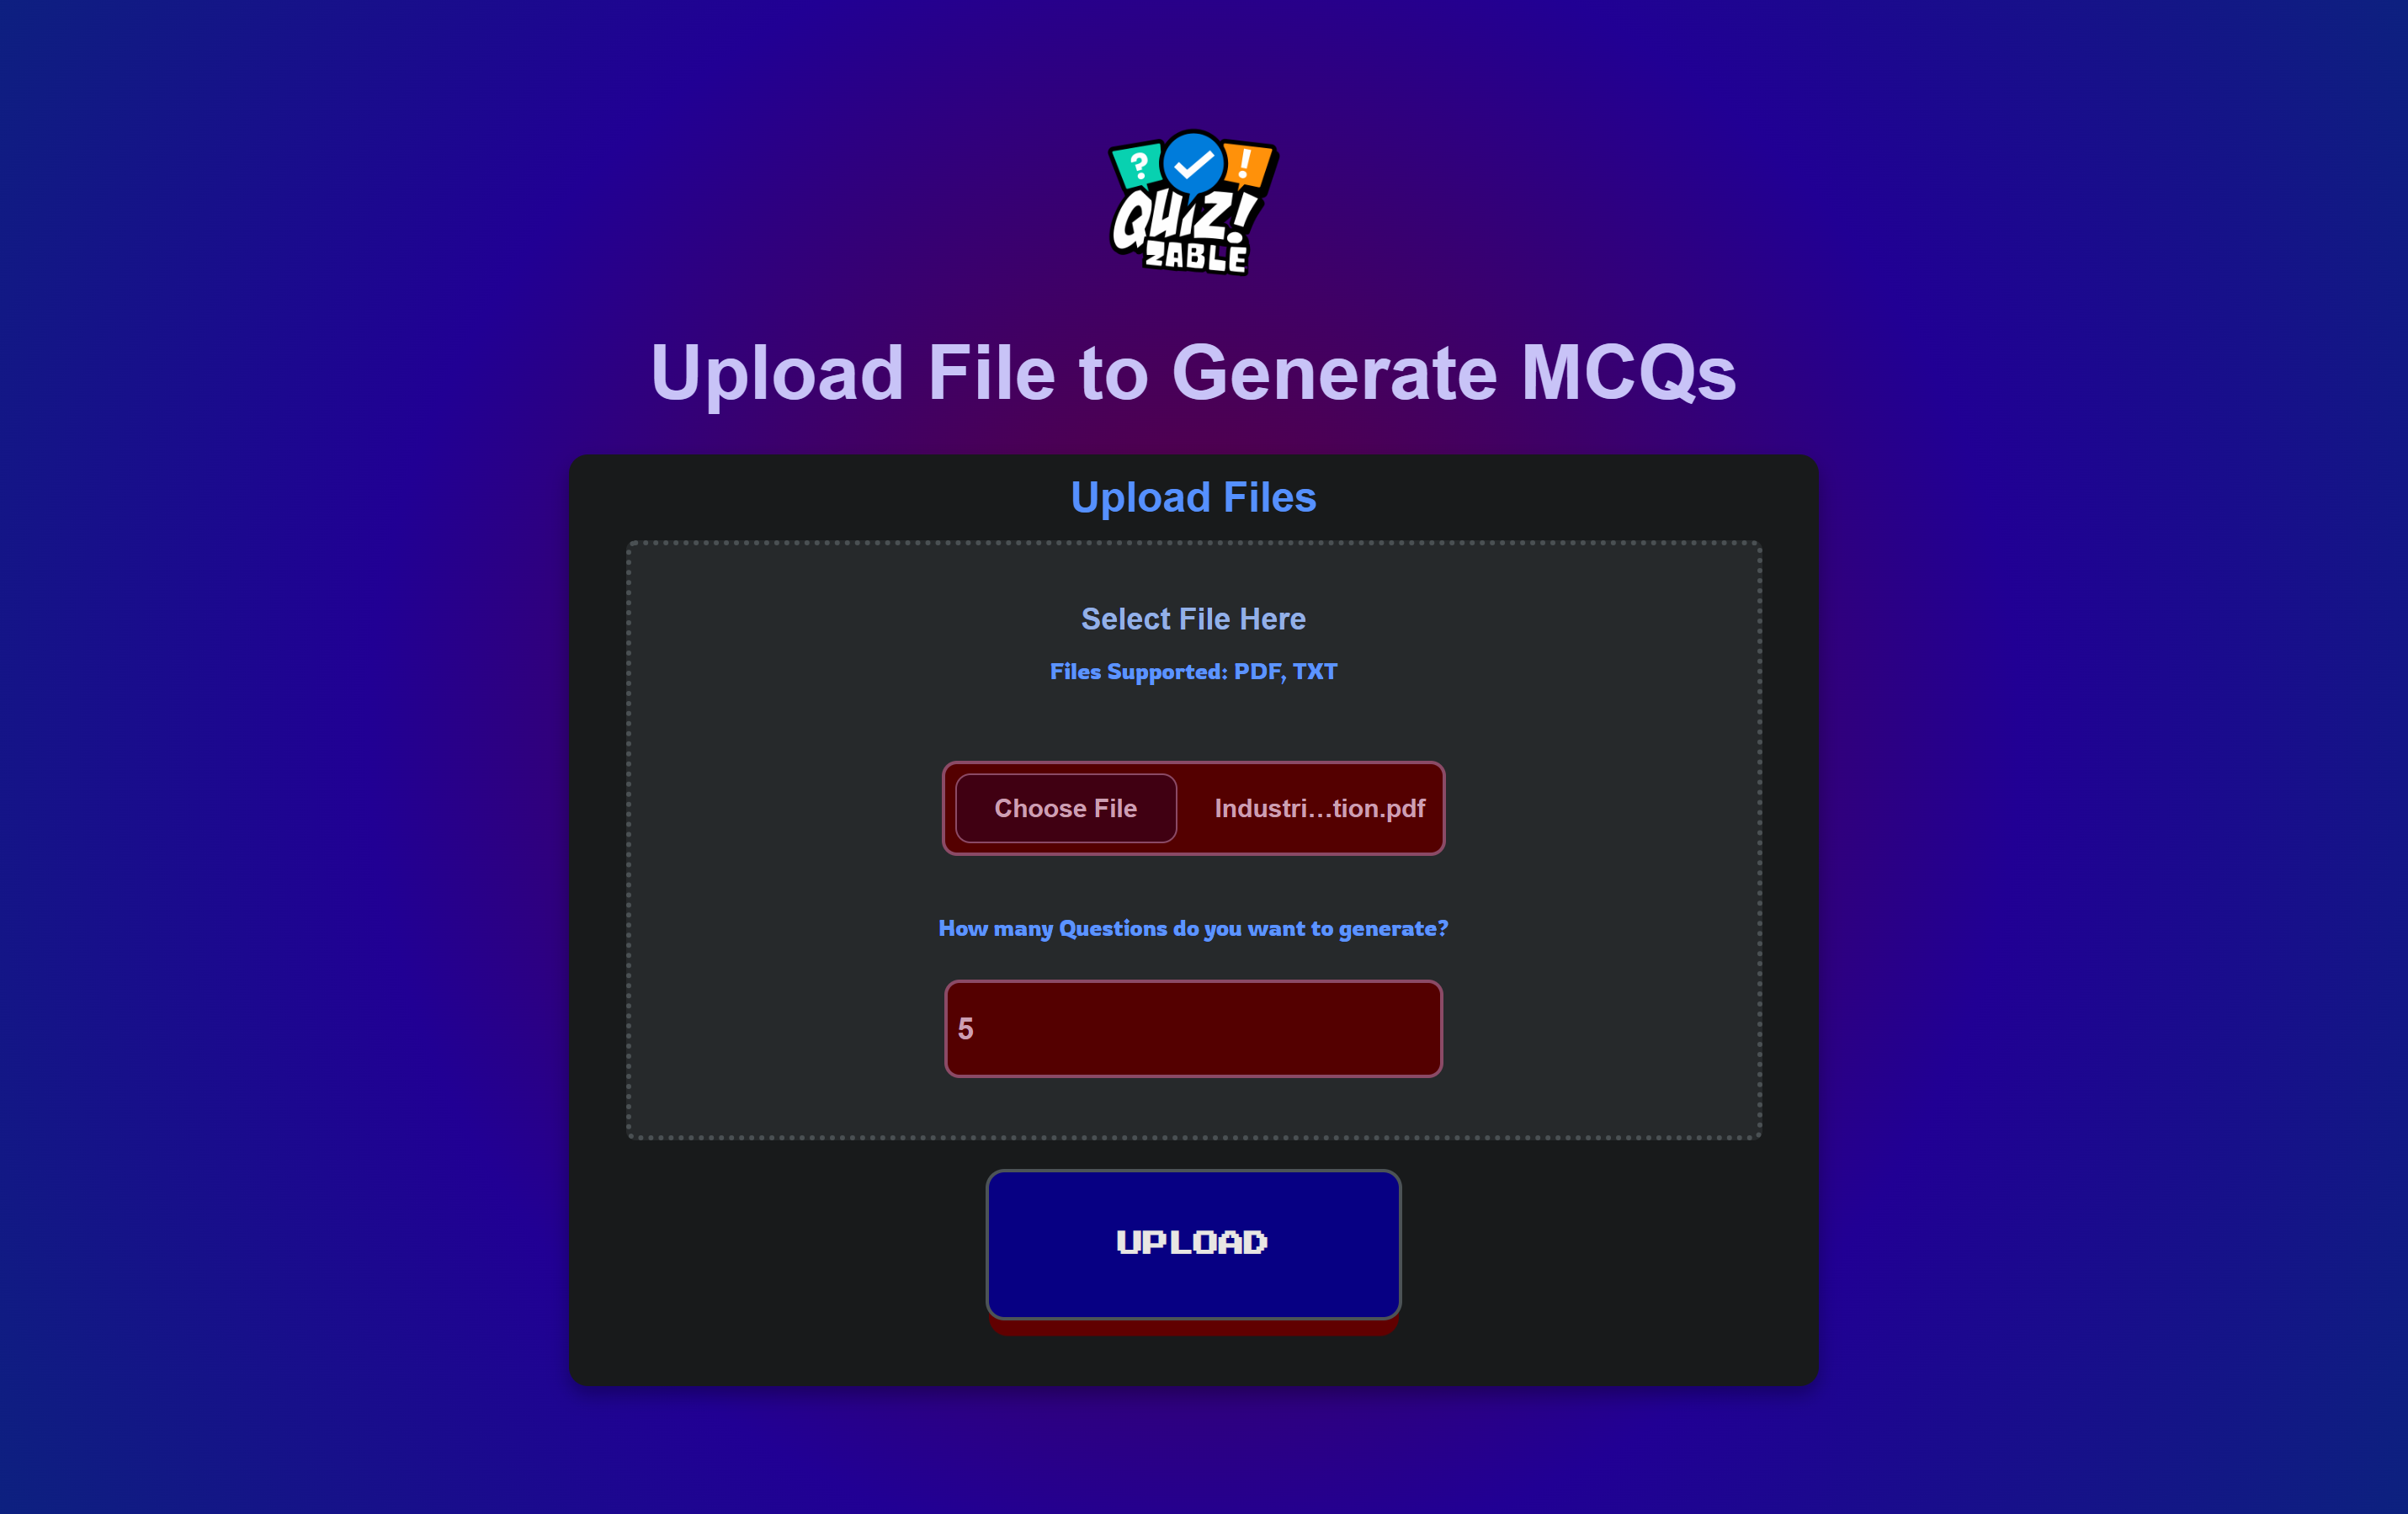 ? !
QUIZ!
ZABLE
Upload File to Generate MCQs
Upload Files
Select File Here
Files Supported: PDF, TXT
Choose File Industri...tion.pdf
How many Questions do you want to generate?
5
UPLOAD